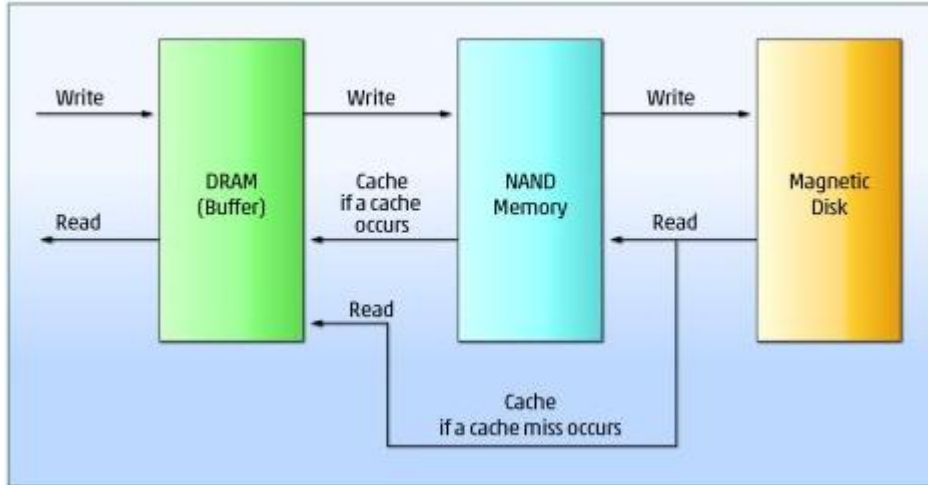 Write
Write
Write
DRAM
(Buffer)
Cache
if a cache
occurs
NAND
Memory
Magnetic
Disk
Read
Read
Read
Cache
if a cache miss occurs